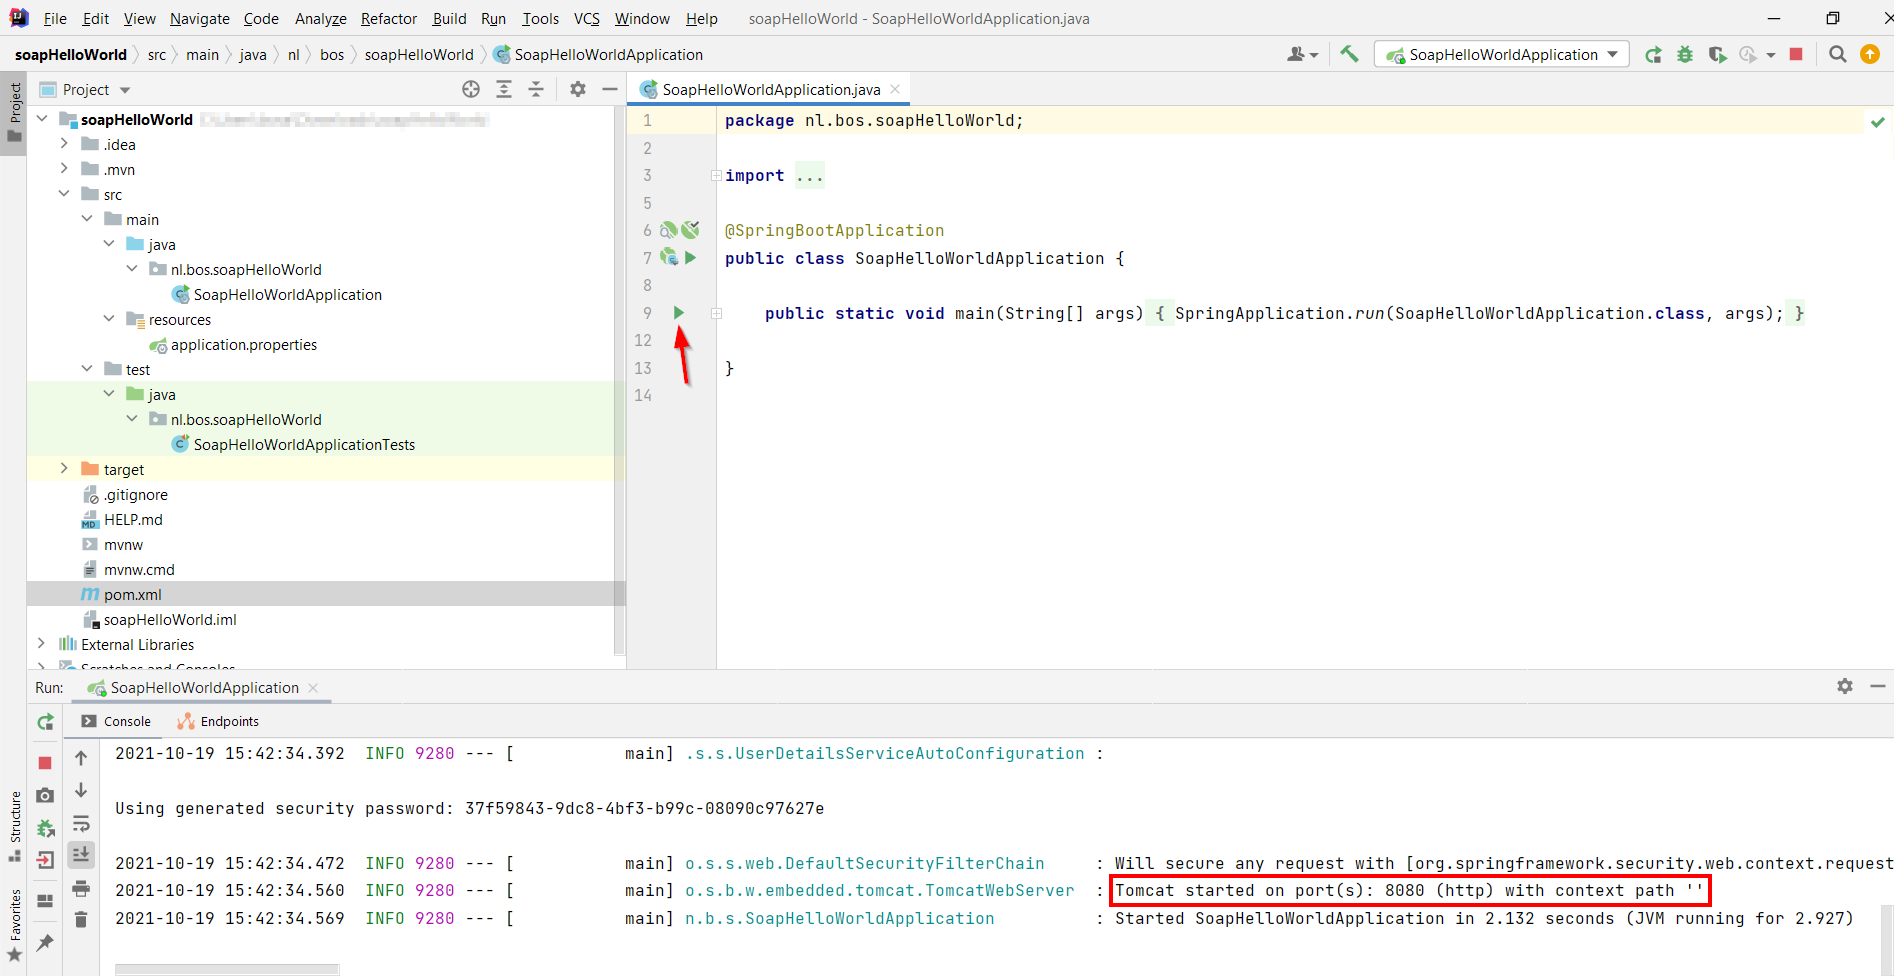 File Edit View Navigate Code Analyze Refactor Build Run Tools VCS Window Help soapHelloWorld - SoapHelloWorldApplication.java
soapHelloWorld src main java nl bos soapHelloWorld SoapHelloWorldApplication
SoapHelloWorldApplication
Project
Project
soapHelloWorld
.idea
.mvn
src
main
java
nl.bos.soapHelloWorld
SoapHelloWorldApplication
resources
application.properties
test
java
nl.bos.soapHelloWorld
SoapHelloWorldApplicationTests
target
.gitignore
HELP.md
mvnw
mvnw.cmd
pom.xml
soapHelloWorld.iml
External Libraries
Scratches and Consoles
SoapHelloWorldApplication.java
1 package nl.bos.soapHelloWorld;
2
3 import ...
5
6 @SpringBootApplication
7 public class SoapHelloWorldApplication {
8
9 public static void main(String[] args) { SpringApplication.run(SoapHelloWorldApplication.class, args); }
12
13 }
14
Run: SoapHelloWorldApplication
Console Endpoints
Structure
Favorites
2021-10-19 15:42:34.392 INFO 9280 --- [ main] .s.s.UserDetailsServiceAutoConfiguration :
Using generated security password: 37f59843-9dc8-4bf3-b99c-08090c97627e
2021-10-19 15:42:34.472 INFO 9280 --- [ main] o.s.s.web.DefaultSecurityFilterChain : Will secure any request with [org.springframework.security.web.context.request
2021-10-19 15:42:34.560 INFO 9280 --- [ main] o.s.b.w.embedded.tomcat.TomcatWebServer : Tomcat started on port(s): 8080 (http) with context path ''
2021-10-19 15:42:34.569 INFO 9280 --- [ main] n.b.s.SoapHelloWorldApplication : Started SoapHelloWorldApplication in 2.132 seconds (JVM running for 2.927)